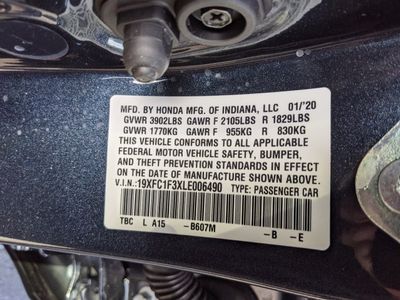 MFD. BY HONDA MFG. OF INDIANA, LLC 01/'20
GVWR 3902LBS GAWR F 2105LBS R 1829LBS
GVWR 1770KG GAWR F 955KG R 830KG
THIS VEHICLE CONFORMS TO ALL APPLICABLE
FEDERAL MOTOR VEHICLE SAFETY, BUMPER,
AND THEFT PREVENTION STANDARDS IN EFFECT
ON THE DATE OF MANUFACTURE SHOWN ABOVE.
V.I.N.:19XFC1F3XLE006490 TYPE: PASSENGER CAR
TBC L A15 -B607M -B -E